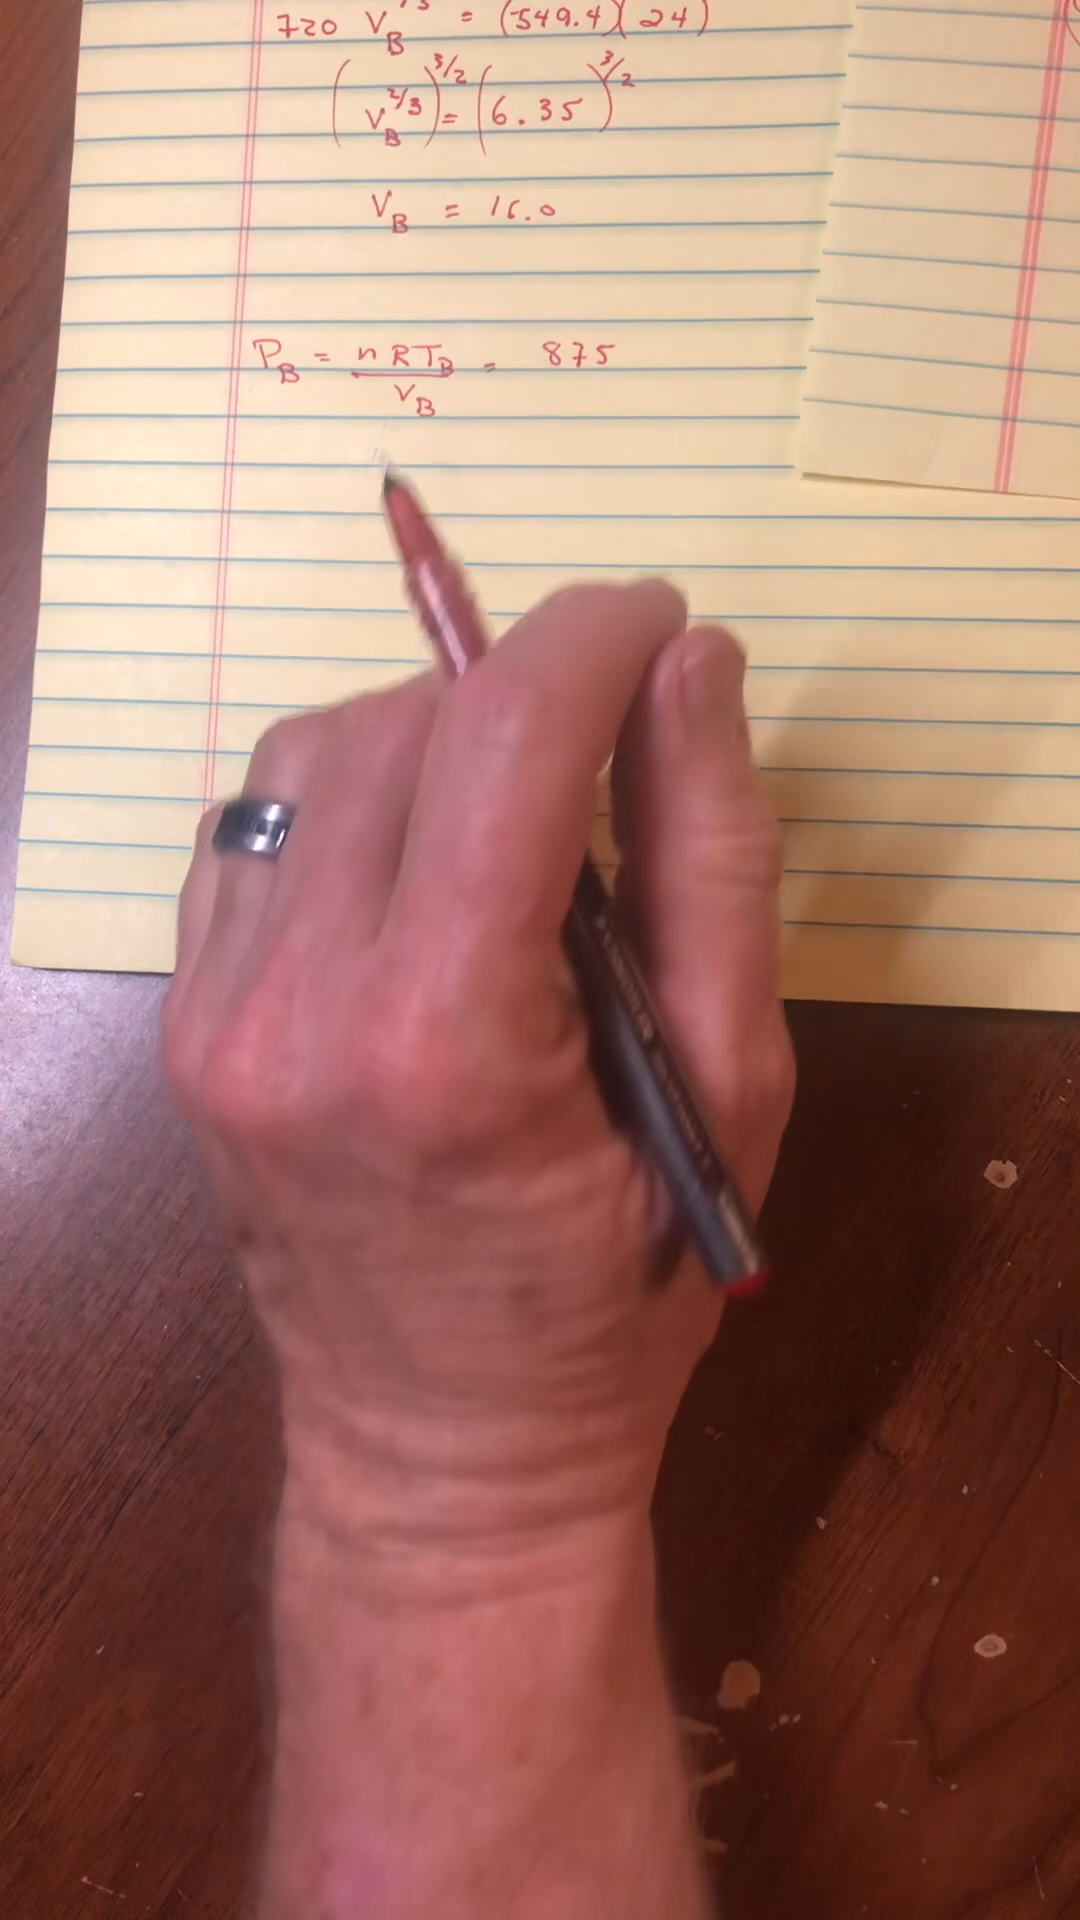 720 V_B^2/3 = (549.4)(24)
(V_B^2/3)^3/2 = (6.35)^3/2
V_B = 16.0
P_B = nRT_B/V_B = 875